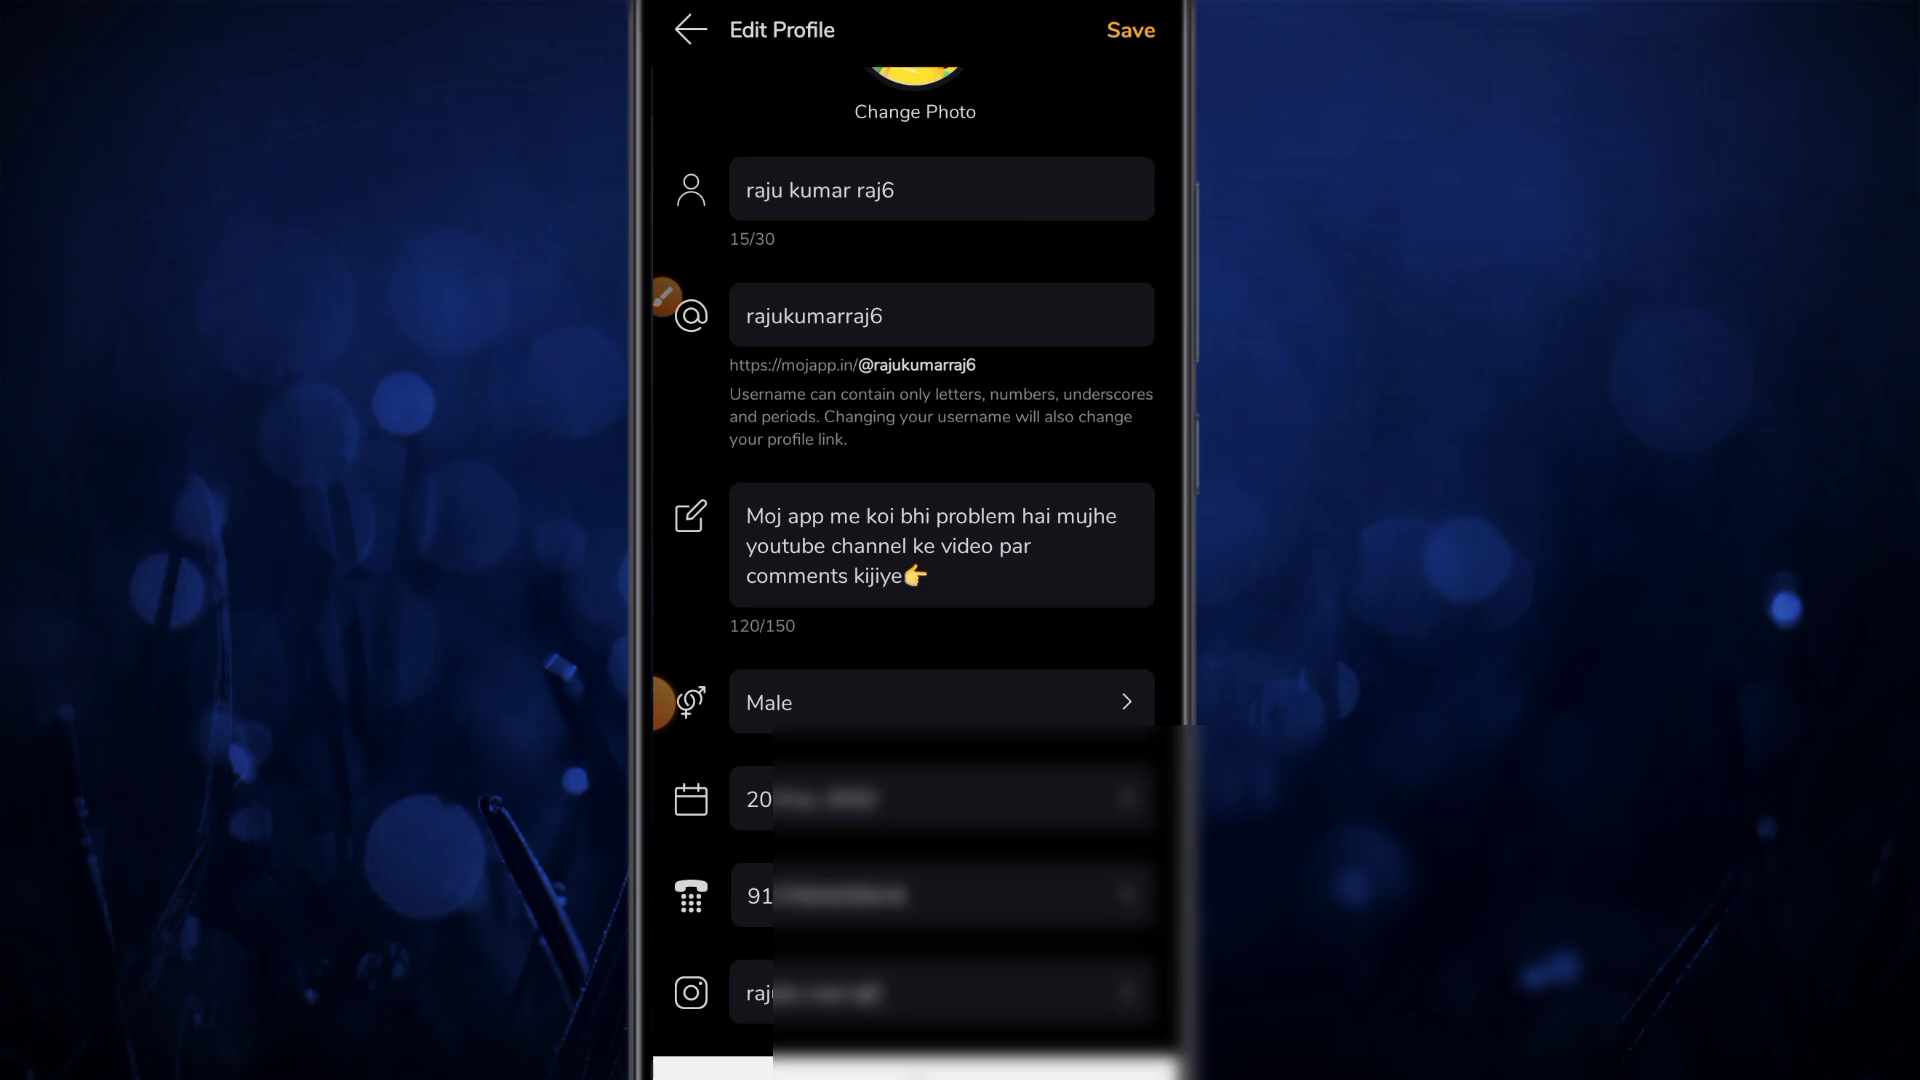 Edit Profile
Save
Change Photo
raju kumar raj6
15/30
rajukumarraj6
https://mojapp.in/@rajukumarraj6
Username can contain only letters, numbers, underscores
and periods. Changing your username will also change
your profile link.
Moj app me koi bhi problem hai mujhe
youtube channel ke video par
comments kijiye👉
120/150
Male
20
91
raj